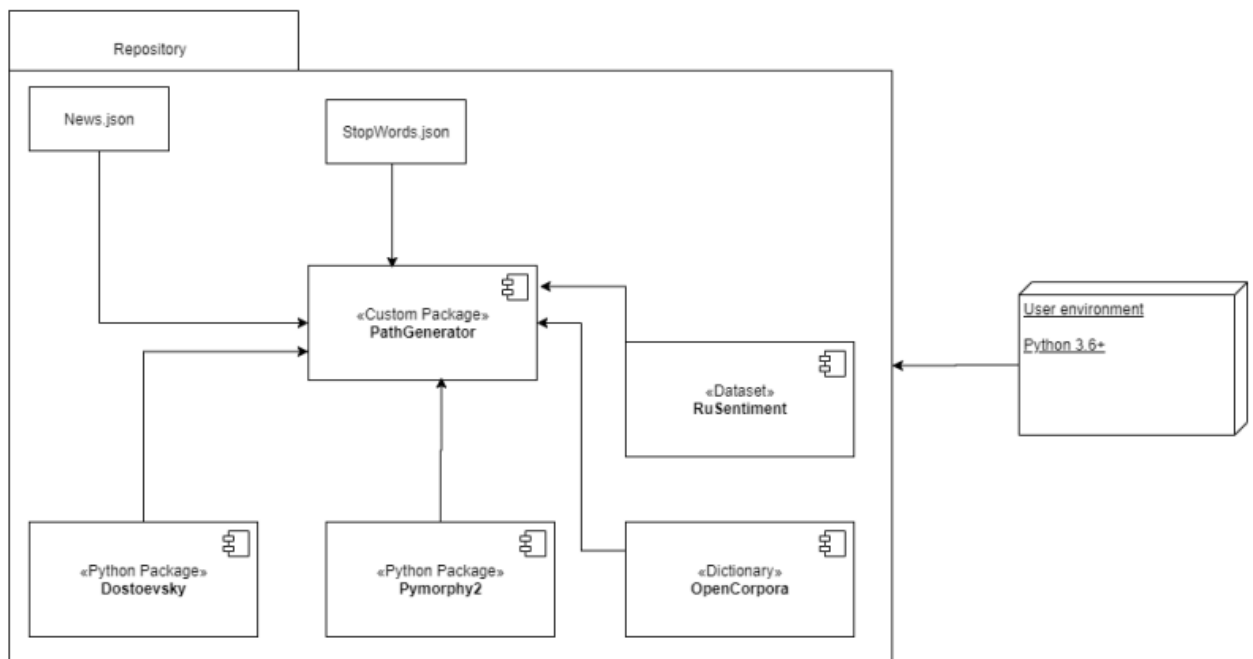 Repository
News.json
StopWords.json
«Custom Package»
PathGenerator
User environment
Python 3.6+
«Dataset»
RuSentiment
«Python Package»
Dostoevsky
«Python Package»
Pymorphy2
«Dictionary»
OpenCorpora